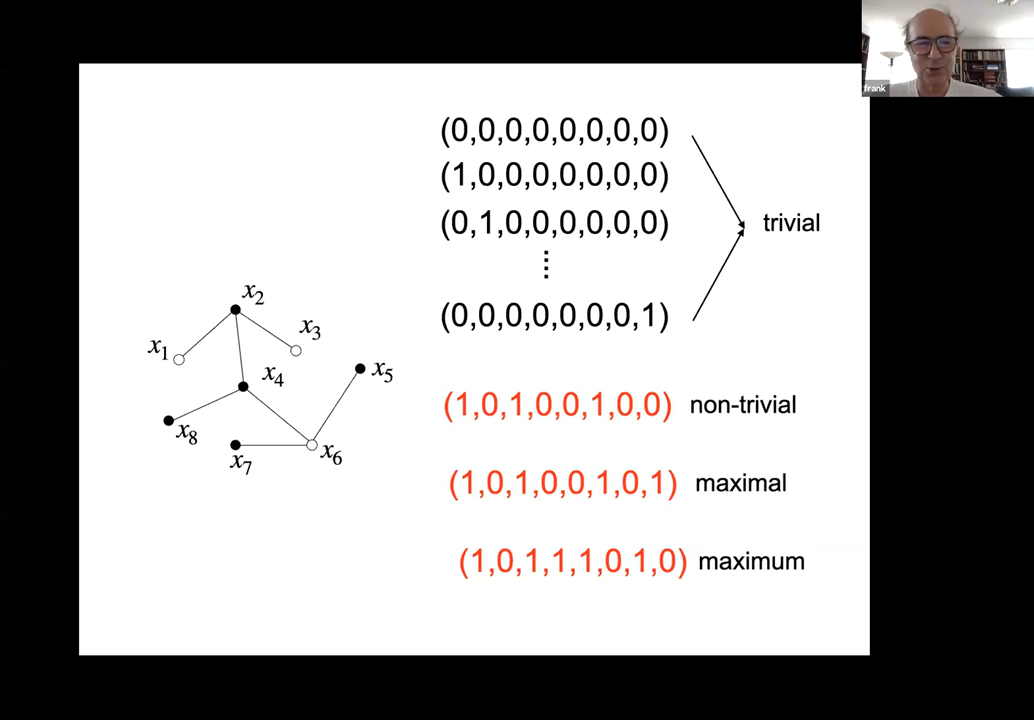 frank
(0,0,0,0,0,0,0,0)
(1,0,0,0,0,0,0,0)
(0,1,0,0,0,0,0,0)
trivial
(0,0,0,0,0,0,0,1)
x2
x3
x1
x4
x5
x8
x7
x6
(1,0,1,0,0,1,0,0) non-trivial
(1,0,1,0,0,1,0,1) maximal
(1,0,1,1,1,0,1,0) maximum